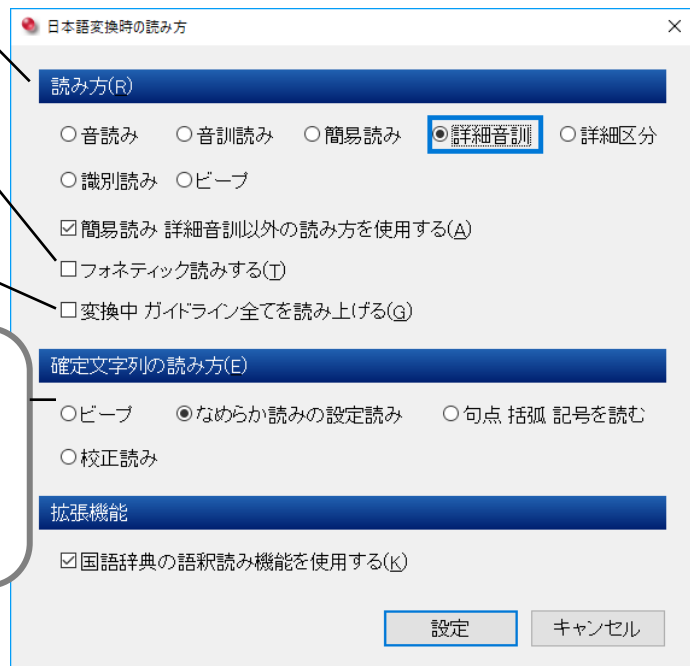 日本語変換時の読み方
読み方(R)
音読み 音訓読み 簡易読み 詳細音訓 詳細区分
識別読み ビープ
簡易読み 詳細音訓以外の読み方を使用する(A)
フォネティック読みする(T)
変換中 ガイドライン全てを読み上げる(G)
確定文字列の読み方(E)
ビープ なめらか読みの設定読み 句点 括弧 記号を読む
校正読み
拡張機能
国語辞典の語釈読み機能を使用する(K)
設定 キャンセル